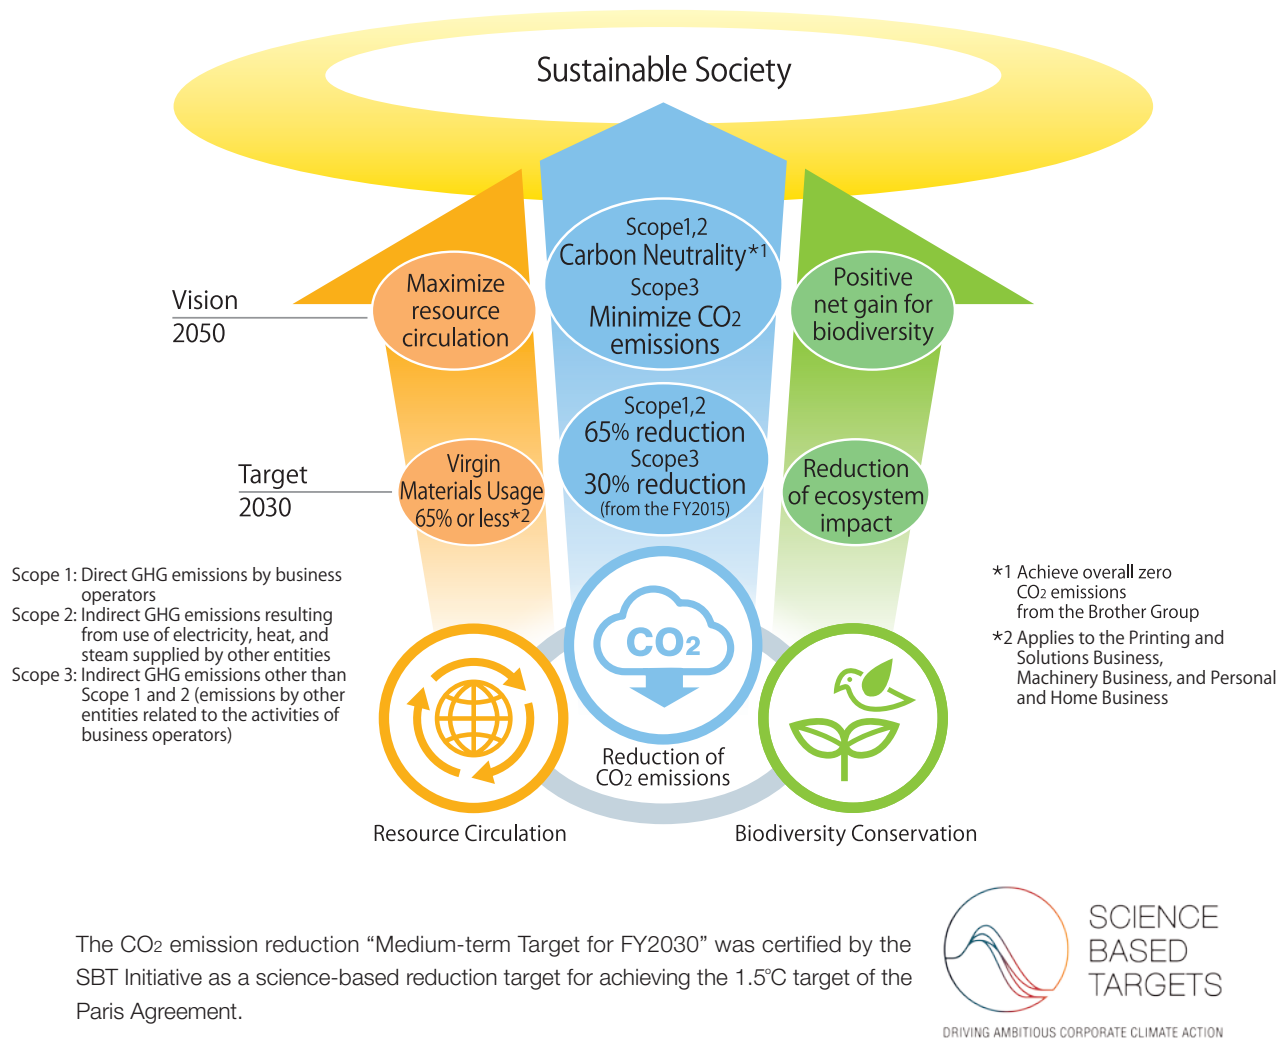 Sustainable Society
Scope1,2
Carbon Neutrality*1
Scope3
Minimize CO2
emissions
Maximize
resource
circulation
Positive
net gain for
biodiversity
Vision
2050
Scope1,2
65% reduction
Scope3
30% reduction
(from the FY2015)
Virgin
Materials Usage
65% or less*2
Reduction
of ecosystem
impact
Target
2030
Scope 1: Direct GHG emissions by business
operators
Scope 2: Indirect GHG emissions resulting
from use of electricity, heat, and
steam supplied by other entities
Scope 3: Indirect GHG emissions other than
Scope 1 and 2 (emissions by other
entities related to the activities of
business operators)
*1 Achieve overall zero
CO2 emissions
from the Brother Group
*2 Applies to the Printing and
Solutions Business,
Machinery Business, and Personal
and Home Business
CO2
Reduction of
CO2 emissions
Resource Circulation
Biodiversity Conservation
The CO2 emission reduction “Medium-term Target for FY2030” was certified by the
SBT Initiative as a science-based reduction target for achieving the 1.5℃ target of the
Paris Agreement.
SCIENCE
BASED
TARGETS
DRIVING AMBITIOUS CORPORATE CLIMATE ACTION